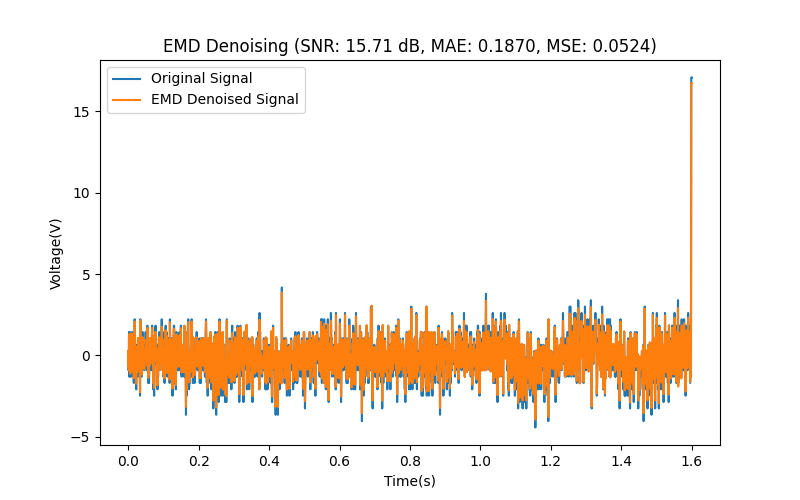 EMD Denoising (SNR: 15.71 dB, MAE: 0.1870, MSE: 0.0524)
Original Signal
EMD Denoised Signal
15
10
5
0
−5
Voltage(V)
0.0 0.2 0.4 0.6 0.8 1.0 1.2 1.4 1.6
Time(s)